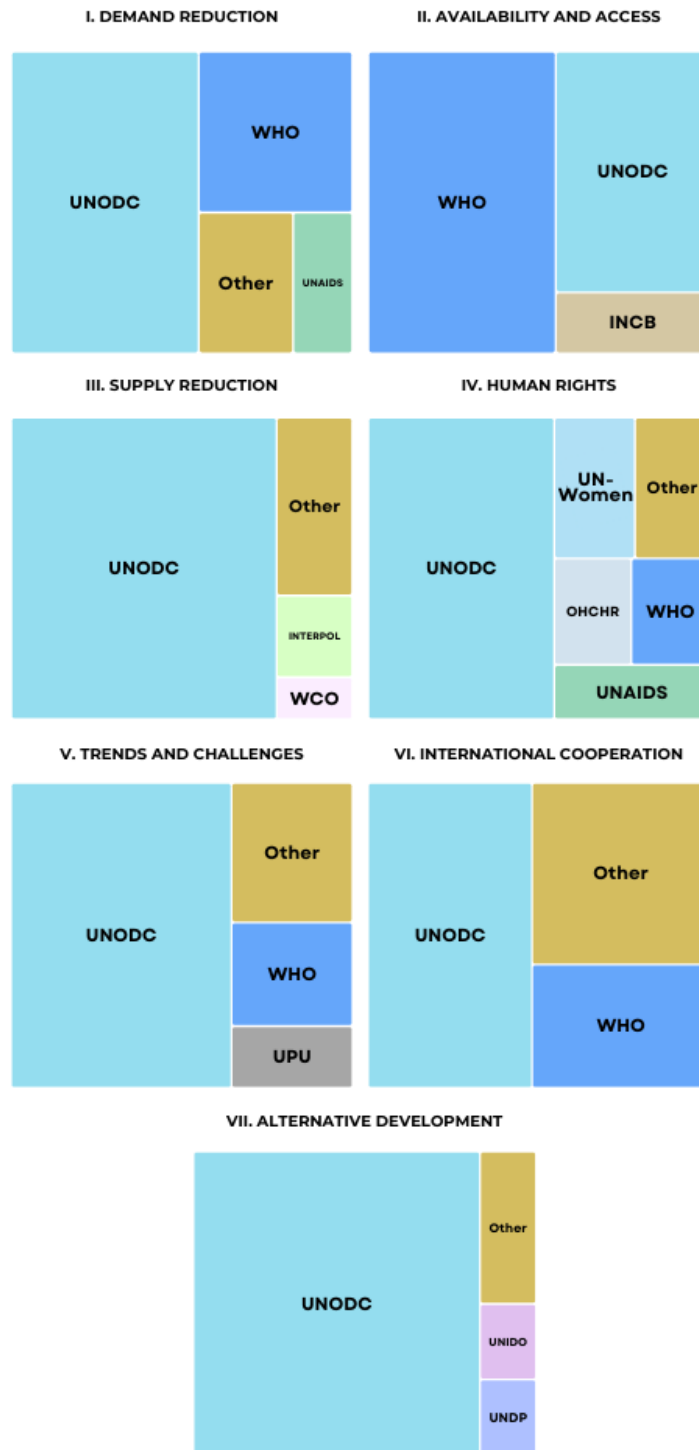 I. DEMAND REDUCTION
UNODC
WHO
Other
UNAIDS
II. AVAILABILITY AND ACCESS
WHO
UNODC
INCB
III. SUPPLY REDUCTION
UNODC
Other
INTERPOL
WCO
IV. HUMAN RIGHTS
UNODC
UN-
Women
Other
OHCHR
WHO
UNAIDS
V. TRENDS AND CHALLENGES
UNODC
Other
WHO
UPU
VI. INTERNATIONAL COOPERATION
UNODC
Other
WHO
VII. ALTERNATIVE DEVELOPMENT
UNODC
Other
UNIDO
UNDP